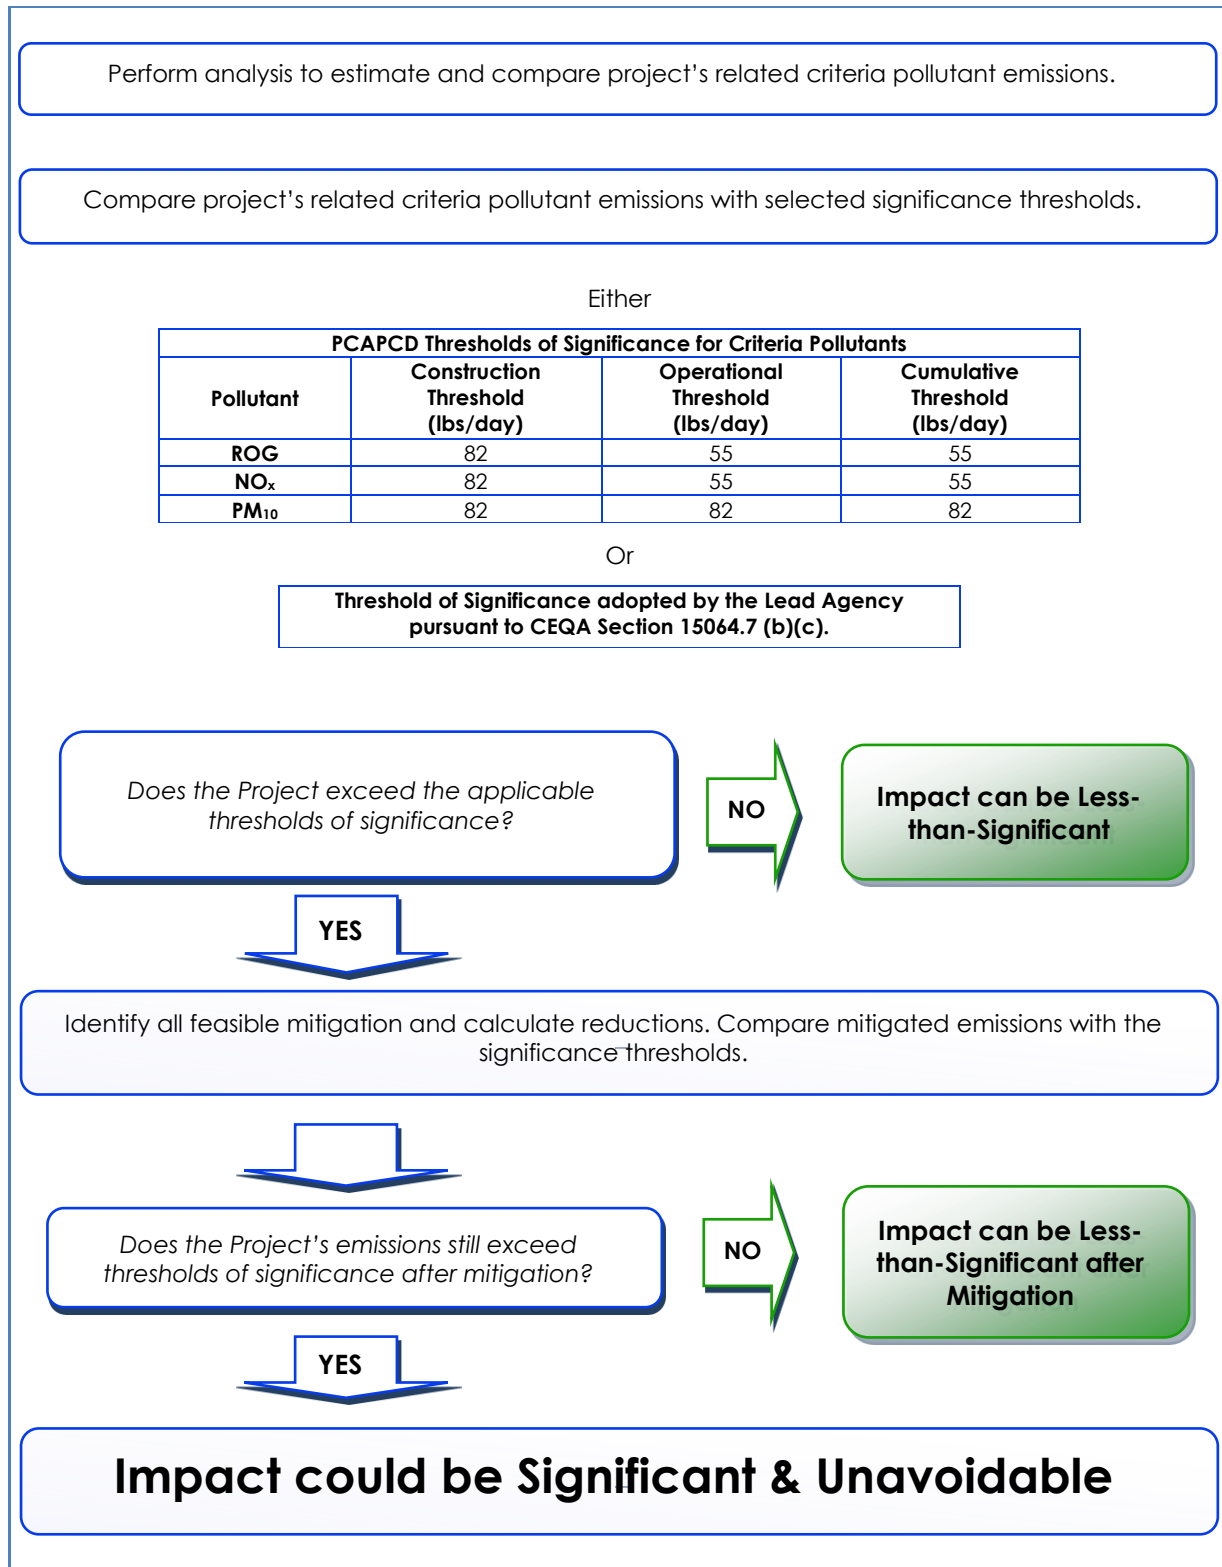 Perform analysis to estimate and compare project's related criteria pollutant emissions.
Compare project's related criteria pollutant emissions with selected significance thresholds.
Either
PCAPCD Thresholds of Significance for Criteria Pollutants
Pollutant Construction Threshold (lbs/day) Operational Threshold (lbs/day) Cumulative Threshold (lbs/day)
ROG 82 55 55
NOx 82 55 55
PM10 82 82 82
Or
Threshold of Significance adopted by the Lead Agency
pursuant to CEQA Section 15064.7 (b)(c).
Does the Project exceed the applicable
thresholds of significance?
NO
Impact can be Less-
than-Significant
YES
Identify all feasible mitigation and calculate reductions. Compare mitigated emissions with the
significance thresholds.
Does the Project's emissions still exceed
thresholds of significance after mitigation?
NO
Impact can be Less-
than-Significant after
Mitigation
YES
Impact could be Significant & Unavoidable